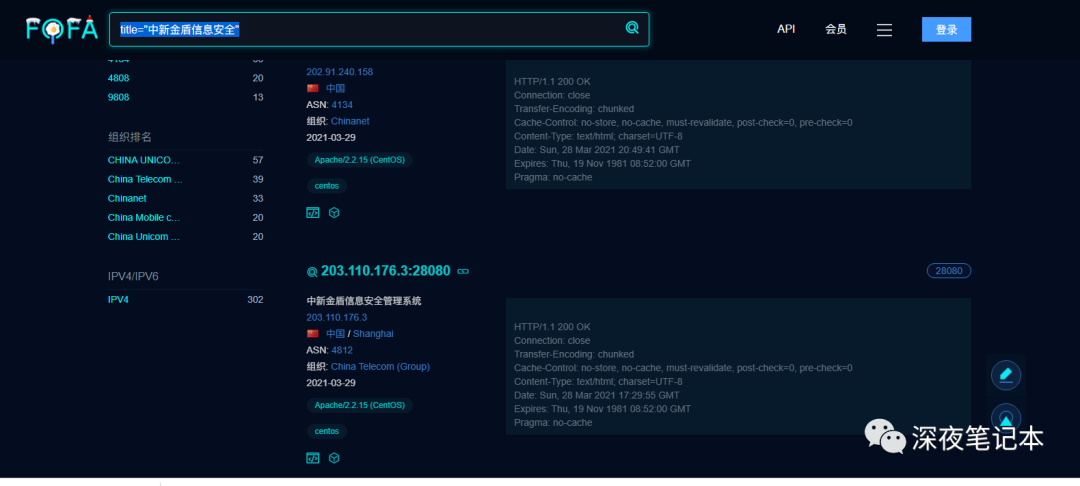 FOFA
title="中新金盾信息安全"
API
会员
登录
4808 20
9808 13
组织排名
CHINA UNICO... 57
China Telecom ... 39
Chinanet 33
China Mobile c... 20
China Unicom ... 20
IPV4/IPV6
IPV4 302
202.91.240.158
中国
ASN: 4134
组织: Chinanet
2021-03-29
Apache/2.2.15 (CentOS)
centos
HTTP/1.1 200 OK
Connection: close
Transfer-Encoding: chunked
Cache-Control: no-store, no-cache, must-revalidate, post-check=0, pre-check=0
Content-Type: text/html; charset=UTF-8
Date: Sun, 28 Mar 2021 20:49:41 GMT
Expires: Thu, 19 Nov 1981 08:52:00 GMT
Pragma: no-cache
203.110.176.3:28080
28080
中新金盾信息安全管理系统
203.110.176.3
中国 / Shanghai
ASN: 4812
组织: China Telecom (Group)
2021-03-29
Apache/2.2.15 (CentOS)
centos
HTTP/1.1 200 OK
Connection: close
Transfer-Encoding: chunked
Cache-Control: no-store, no-cache, must-revalidate, post-check=0, pre-check=0
Content-Type: text/html; charset=UTF-8
Date: Sun, 28 Mar 2021 17:29:55 GMT
Expires: Thu, 19 Nov 1981 08:52:00 GMT
Pragma: no-cache
深夜笔记本